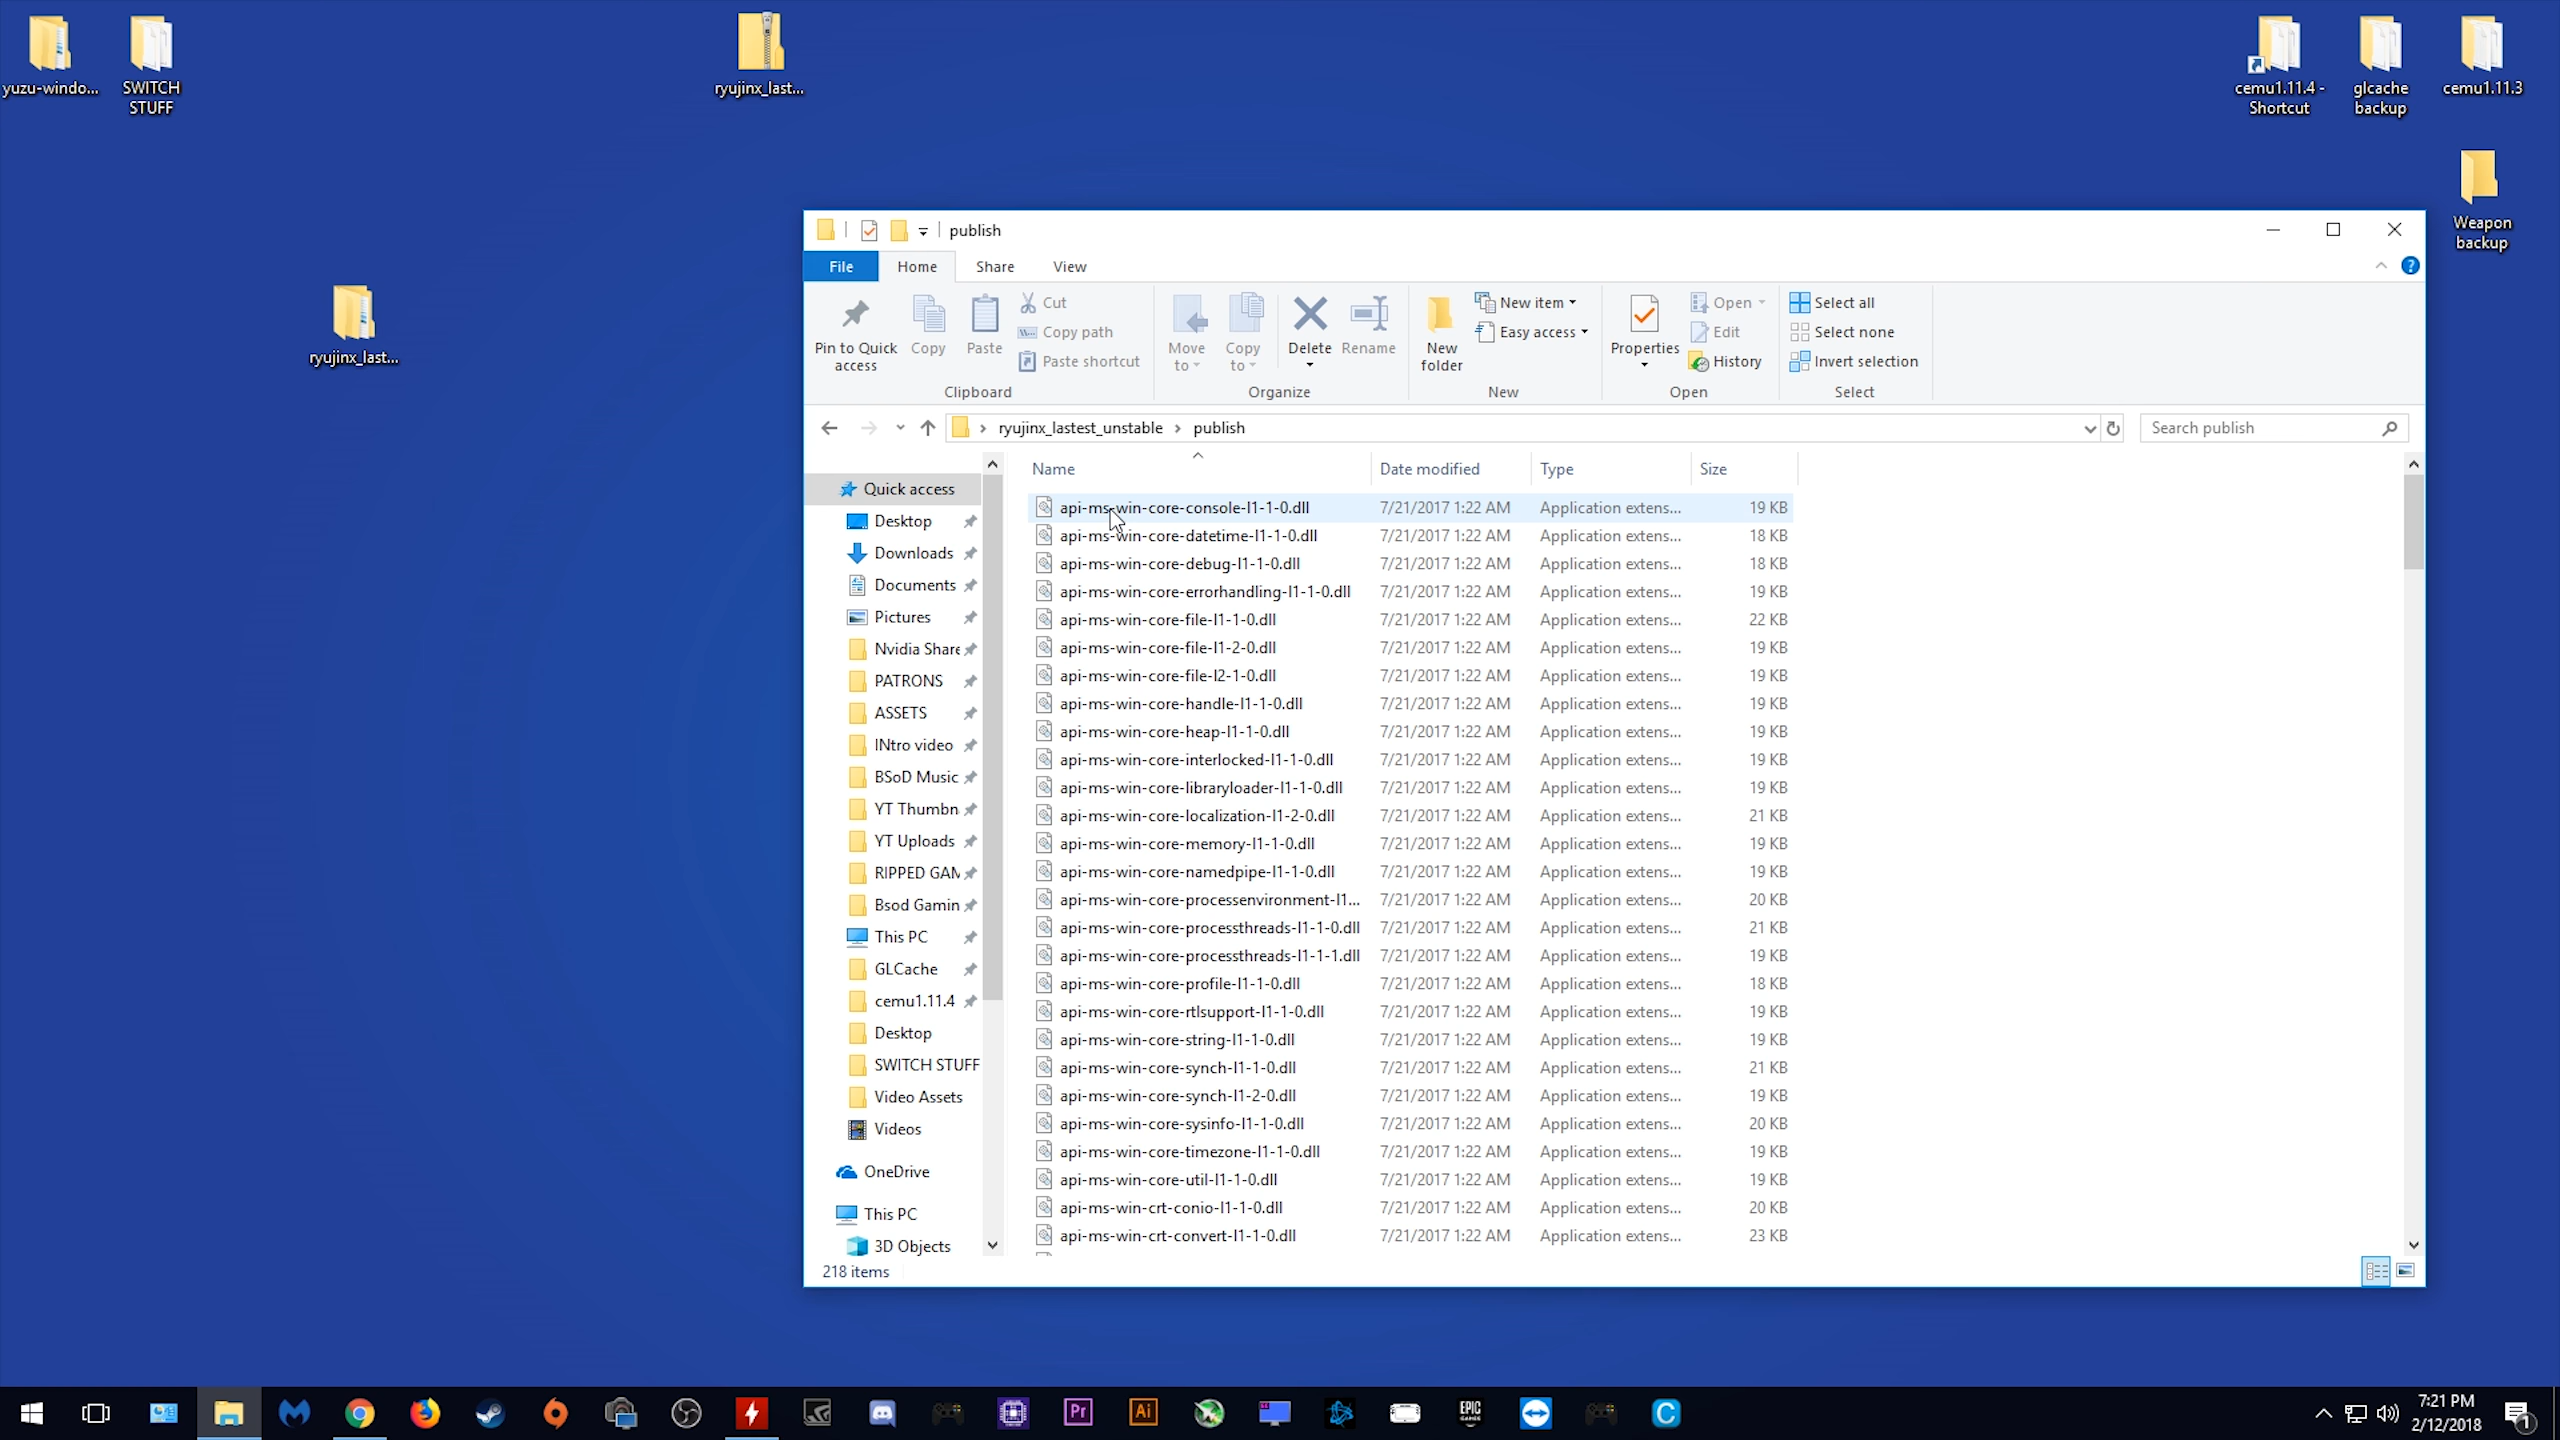 yuzu-windo...
SWITCH
STUFF
ryujinx_last...
cemu1.11.4 -
Shortcut
glcache
backup
cemu1.11.3
Weapon
backup
ryujinx_last...
publish
File
Home
Share
View
Pin to Quick
access
Copy
Paste
Cut
Copy path
Paste shortcut
Clipboard
Move
to
Copy
to
Delete
Rename
Organize
New
folder
New item
Easy access
New
Properties
Open
Edit
History
Open
Select all
Select none
Invert selection
Select
ryujinx_lastest_unstable > publish
Search publish
Quick access
Desktop
Downloads
Documents
Pictures
Nvidia Share
PATRONS
ASSETS
INtro video
BSoD Music
YT Thumbn
YT Uploads
RIPPED GAM
Bsod Gamin
This PC
GLCache
cemu1.11.4
Desktop
SWITCH STUFF
Video Assets
Videos
OneDrive
This PC
3D Objects
Name Date modified Type Size
api-ms-win-core-console-l1-1-0.dll 7/21/2017 1:22 AM Application extens... 19 KB
api-ms-win-core-datetime-l1-1-0.dll 7/21/2017 1:22 AM Application extens... 18 KB
api-ms-win-core-debug-l1-1-0.dll 7/21/2017 1:22 AM Application extens... 18 KB
api-ms-win-core-errorhandling-l1-1-0.dll 7/21/2017 1:22 AM Application extens... 19 KB
api-ms-win-core-file-l1-1-0.dll 7/21/2017 1:22 AM Application extens... 22 KB
api-ms-win-core-file-l1-2-0.dll 7/21/2017 1:22 AM Application extens... 19 KB
api-ms-win-core-file-l2-1-0.dll 7/21/2017 1:22 AM Application extens... 19 KB
api-ms-win-core-handle-l1-1-0.dll 7/21/2017 1:22 AM Application extens... 19 KB
api-ms-win-core-heap-l1-1-0.dll 7/21/2017 1:22 AM Application extens... 19 KB
api-ms-win-core-interlocked-l1-1-0.dll 7/21/2017 1:22 AM Application extens... 19 KB
api-ms-win-core-libraryloader-l1-1-0.dll 7/21/2017 1:22 AM Application extens... 19 KB
api-ms-win-core-localization-l1-2-0.dll 7/21/2017 1:22 AM Application extens... 21 KB
api-ms-win-core-memory-l1-1-0.dll 7/21/2017 1:22 AM Application extens... 19 KB
api-ms-win-core-namedpipe-l1-1-0.dll 7/21/2017 1:22 AM Application extens... 19 KB
api-ms-win-core-processenvironment-l1... 7/21/2017 1:22 AM Application extens... 20 KB
api-ms-win-core-processthreads-l1-1-0.dll 7/21/2017 1:22 AM Application extens... 21 KB
api-ms-win-core-processthreads-l1-1-1.dll 7/21/2017 1:22 AM Application extens... 19 KB
api-ms-win-core-profile-l1-1-0.dll 7/21/2017 1:22 AM Application extens... 18 KB
api-ms-win-core-rtlsupport-l1-1-0.dll 7/21/2017 1:22 AM Application extens... 19 KB
api-ms-win-core-string-l1-1-0.dll 7/21/2017 1:22 AM Application extens... 19 KB
api-ms-win-core-synch-l1-1-0.dll 7/21/2017 1:22 AM Application extens... 21 KB
api-ms-win-core-synch-l1-2-0.dll 7/21/2017 1:22 AM Application extens... 19 KB
api-ms-win-core-sysinfo-l1-1-0.dll 7/21/2017 1:22 AM Application extens... 20 KB
api-ms-win-core-timezone-l1-1-0.dll 7/21/2017 1:22 AM Application extens... 19 KB
api-ms-win-core-util-l1-1-0.dll 7/21/2017 1:22 AM Application extens... 19 KB
api-ms-win-crt-conio-l1-1-0.dll 7/21/2017 1:22 AM Application extens... 20 KB
api-ms-win-crt-convert-l1-1-0.dll 7/21/2017 1:22 AM Application extens... 23 KB
218 items
Pr
Ai
EPIC
GAMES
C
7:21 PM
2/12/2018
1